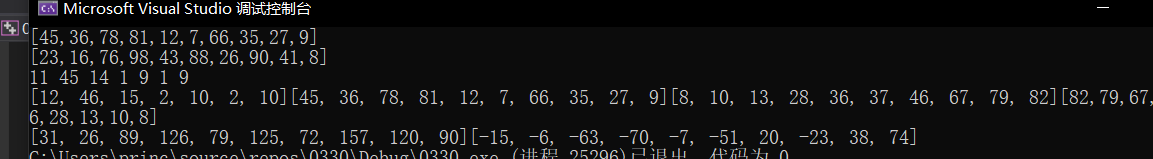 Microsoft Visual Studio 调试控制台
[45,36,78,81,12,7,66,35,27,9]
[23,16,76,98,43,88,26,90,41,8]
11 45 14 1 9 1 9
[12, 46, 15, 2, 10, 2, 10][45, 36, 78, 81, 12, 7, 66, 35, 27, 9][8, 10, 13, 28, 36, 37, 46, 67, 79, 82][82,79,67,
6,28,13,10,8]
[31, 26, 89, 126, 79, 125, 72, 157, 120, 90][-15, -6, -63, -70, -7, -51, 20, -23, 38, 74]
C:\Users\princ\source\repos\0330\Debug\0330.exe (进程 25296)已退出，代码为 0